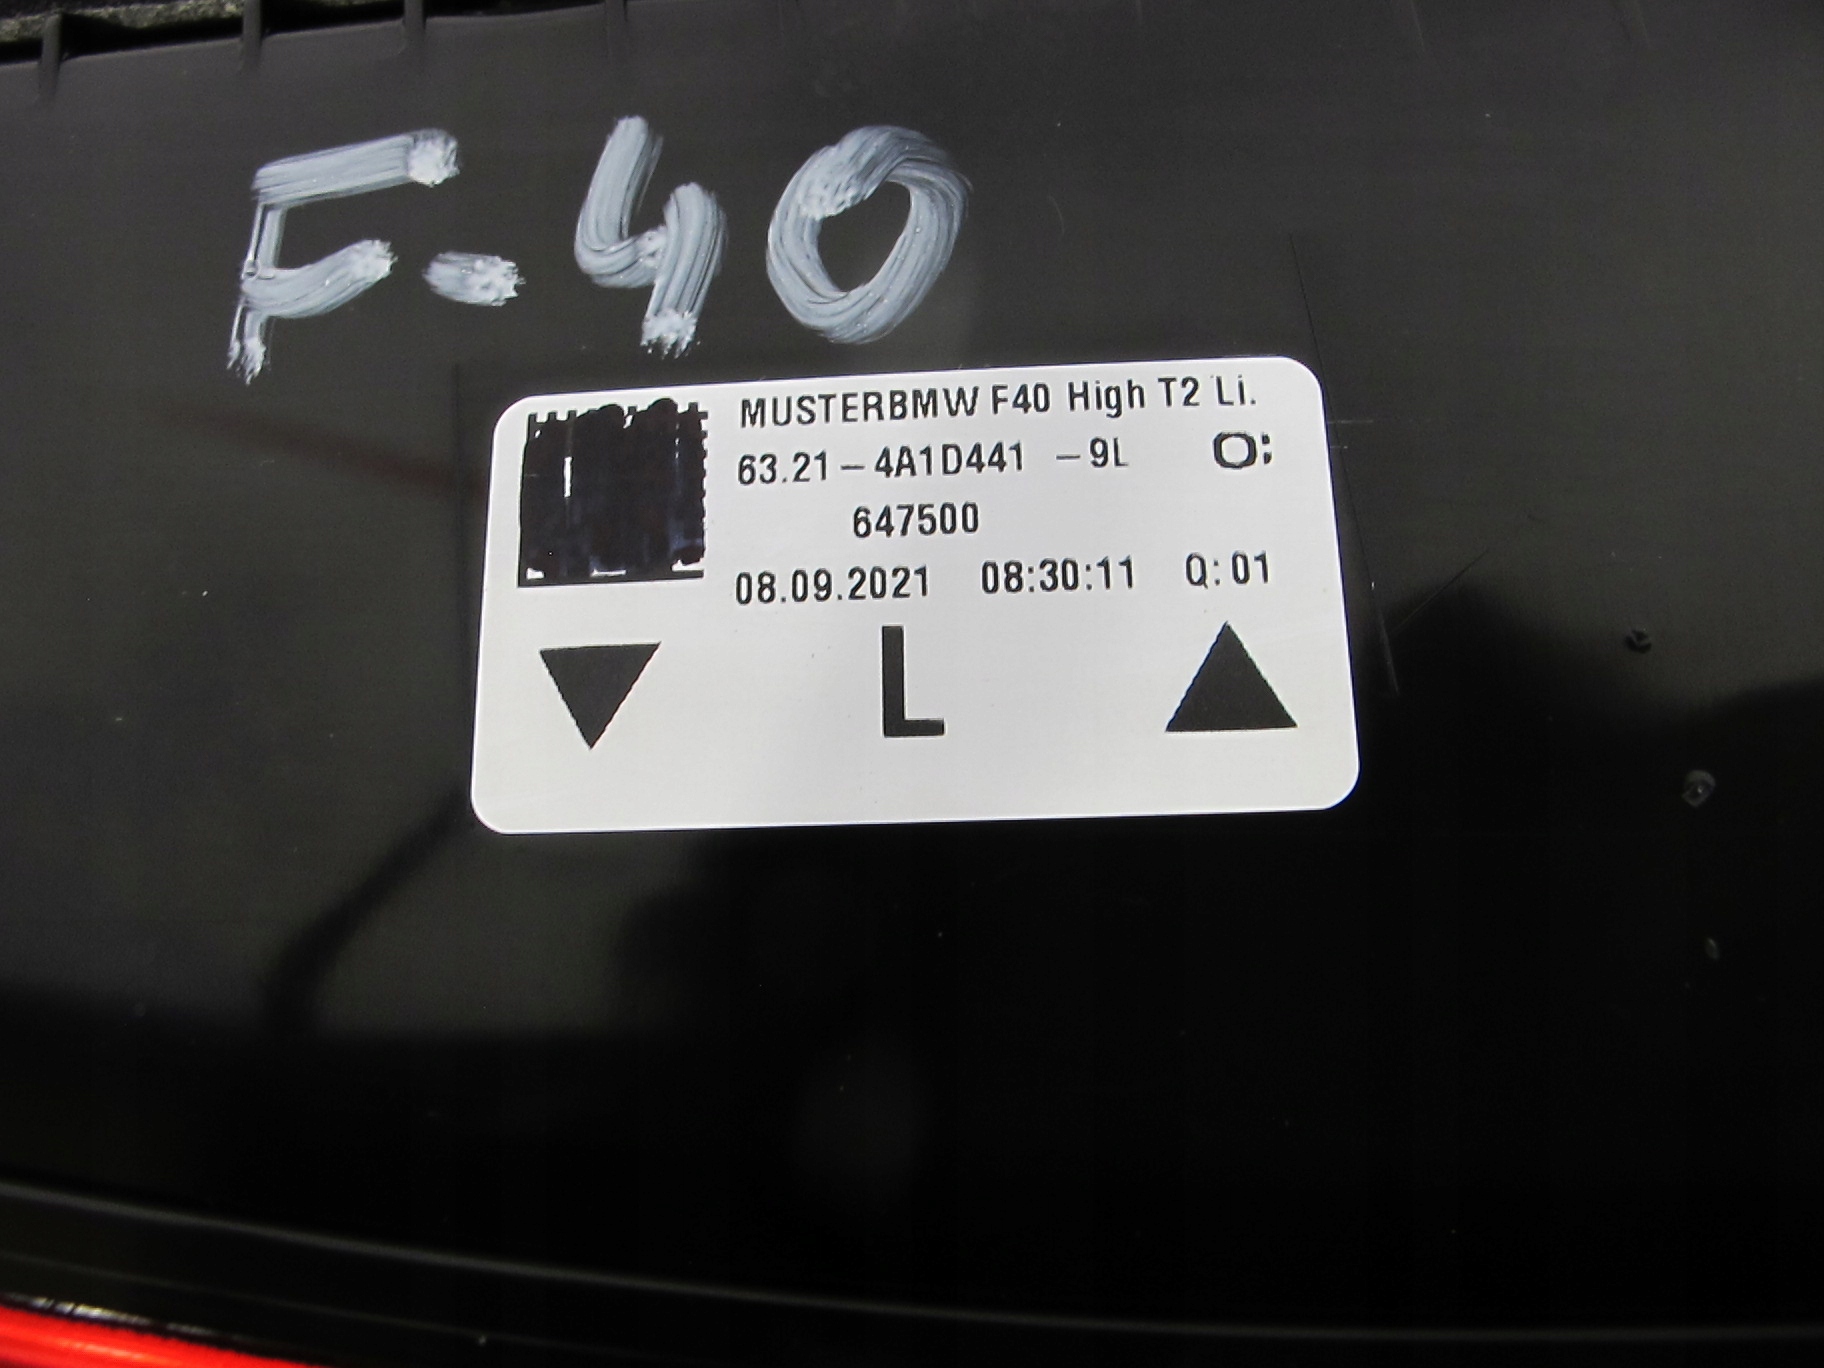 F-40
MUSTERBMW F40 High T2 Li.
63.21 – 4A1D441 – 9L O;
647500
08.09.2021 08:30:11 Q: 01
L